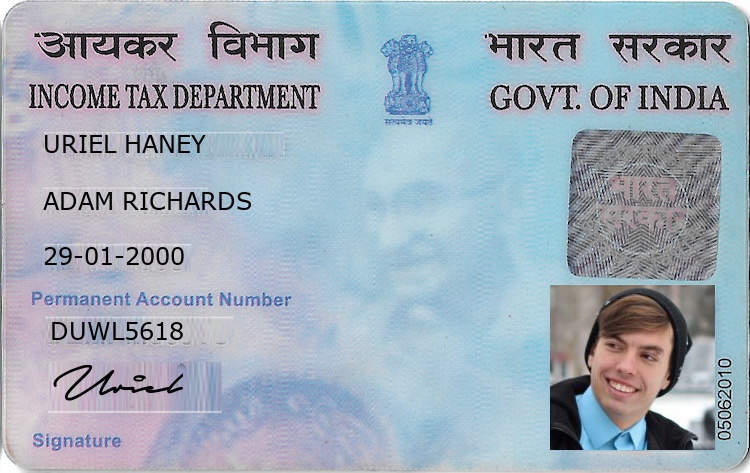 आयकर विभाग भारत सरकार
INCOME TAX DEPARTMENT GOVT. OF INDIA
सत्यमेव जयते
URIEL HANEY
भारत सरकार
ADAM RICHARDS
29-01-2000
Permanent Account Number
DUWL5618
Uriel
Signature
05062010